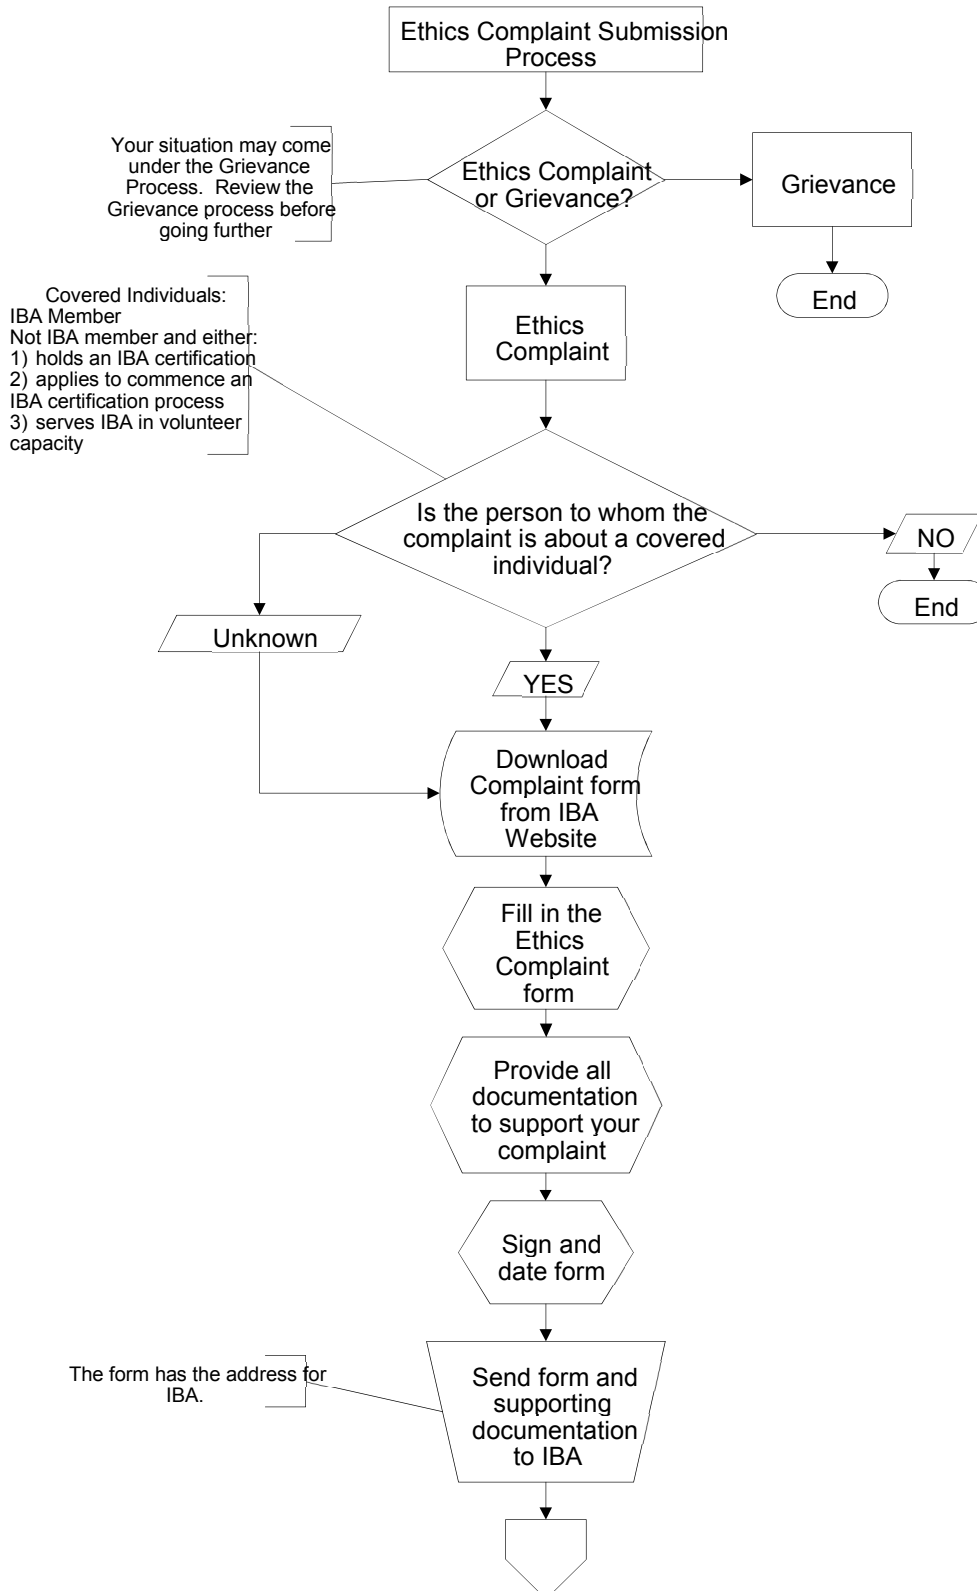 Ethics Complaint Submission
Process
Your situation may come
under the Grievance
Process. Review the
Grievance process before
going further
Ethics Complaint
or Grievance?
Grievance
End
Covered Individuals:
IBA Member
Not IBA member and either:
1) holds an IBA certification
2) applies to commence an
IBA certification process
3) serves IBA in volunteer
capacity
Ethics
Complaint
Is the person to whom the
complaint is about a covered
individual?
NO
End
Unknown
YES
Download
Complaint form
from IBA
Website
Fill in the
Ethics
Complaint
form
Provide all
documentation
to support your
complaint
Sign and
date form
The form has the address for
IBA.
Send form and
supporting
documentation
to IBA